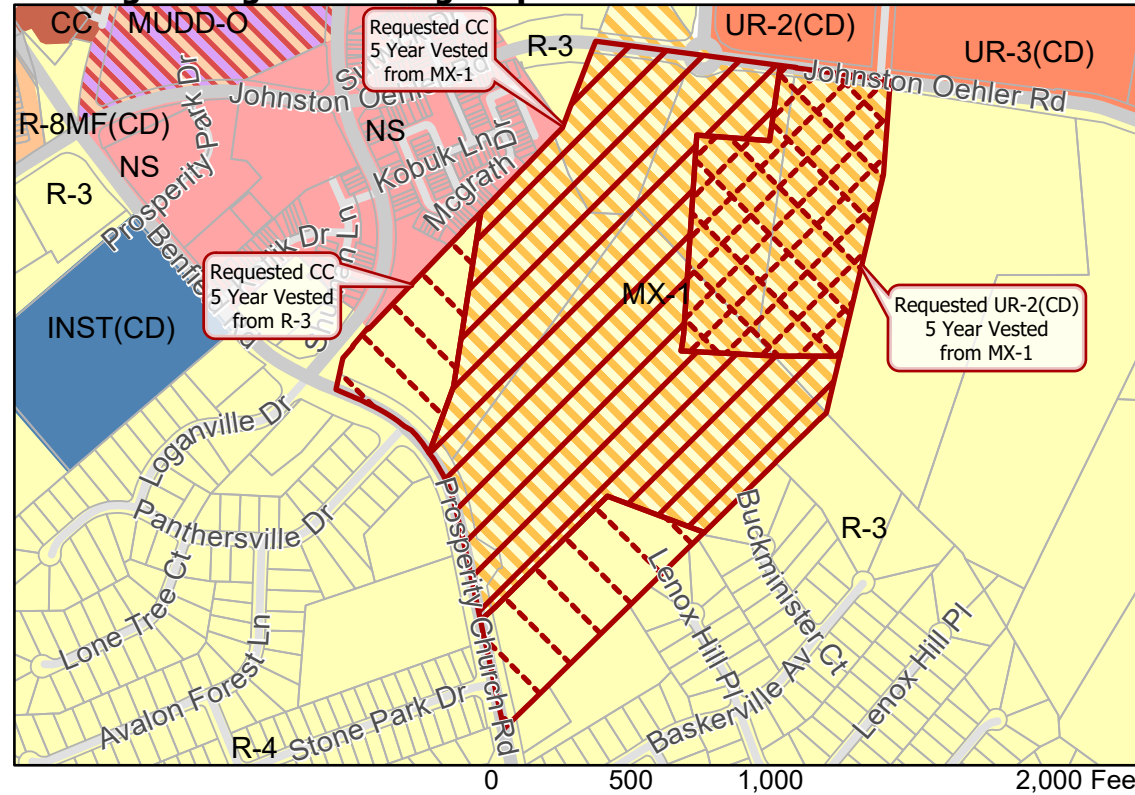 CC
MUDD-O
Requested CC
5 Year Vested
from MX-1
R-3
UR-2(CD)
UR-3(CD)
Johnston Oehler Rd
Johnston Oehler Rd
R-8MF(CD)
NS
NS
Prosperity Park Dr
Kobuk Ln
Mcgrath Dr
R-3
Requested CC
5 Year Vested
from R-3
INST(CD)
MX-1
Requested UR-2(CD)
5 Year Vested
from MX-1
Loganville Dr
Panthersville Dr
Prosperity Church Rd
Buckminister Ct
R-3
Lone Tree Ct
Avalon Forest Ln
Lenox Hill Pl
Lenox Hill Pl
Baskerville Av
Stone Park Dr
R-4
0 500 1,000 2,000 Fee